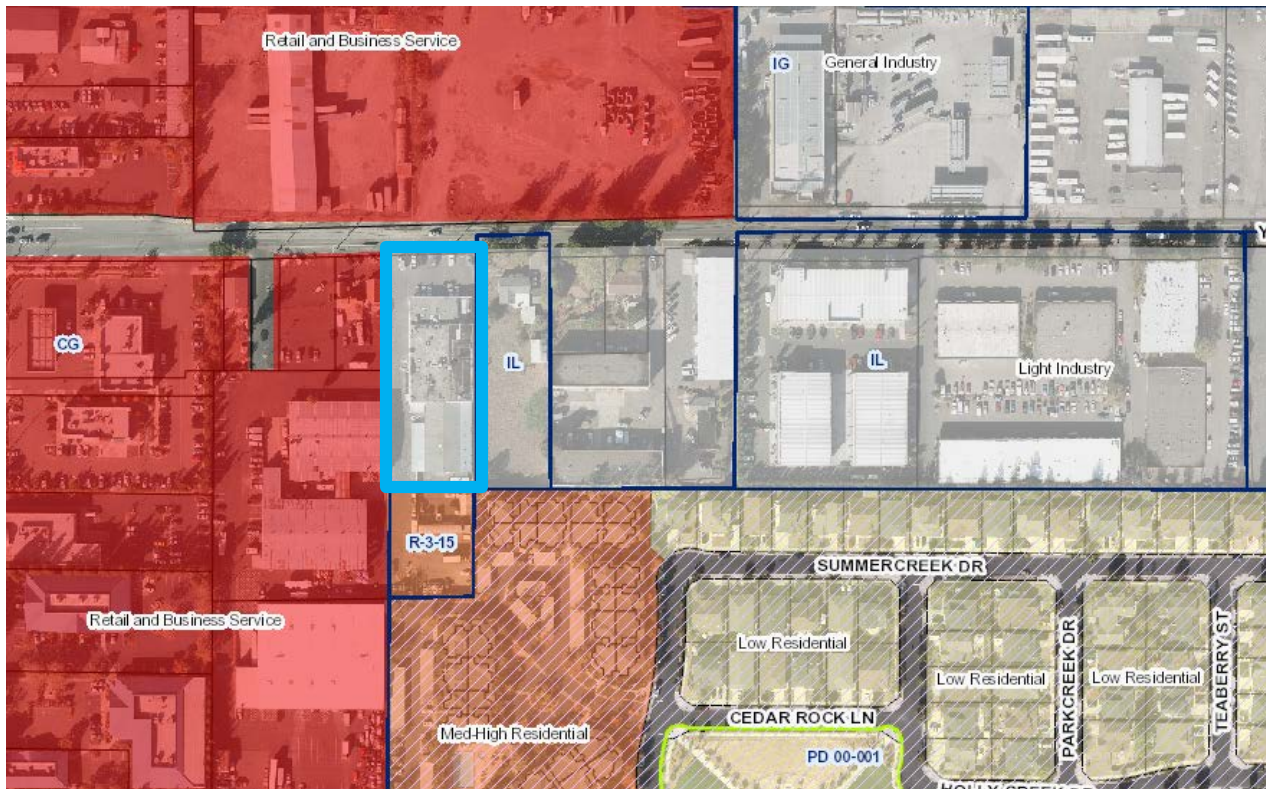 Retail and Business Service
IG
General Industry
Y
CG
IL
IL
Light Industry
R-3-15
SUMMERCREEK DR
Retail and Business Service
Low Residential
Low Residential
Low Residential
PARKCREEK DR
TEABERRY ST
CEDAR ROCK LN
Med-High Residential
PD 00-001